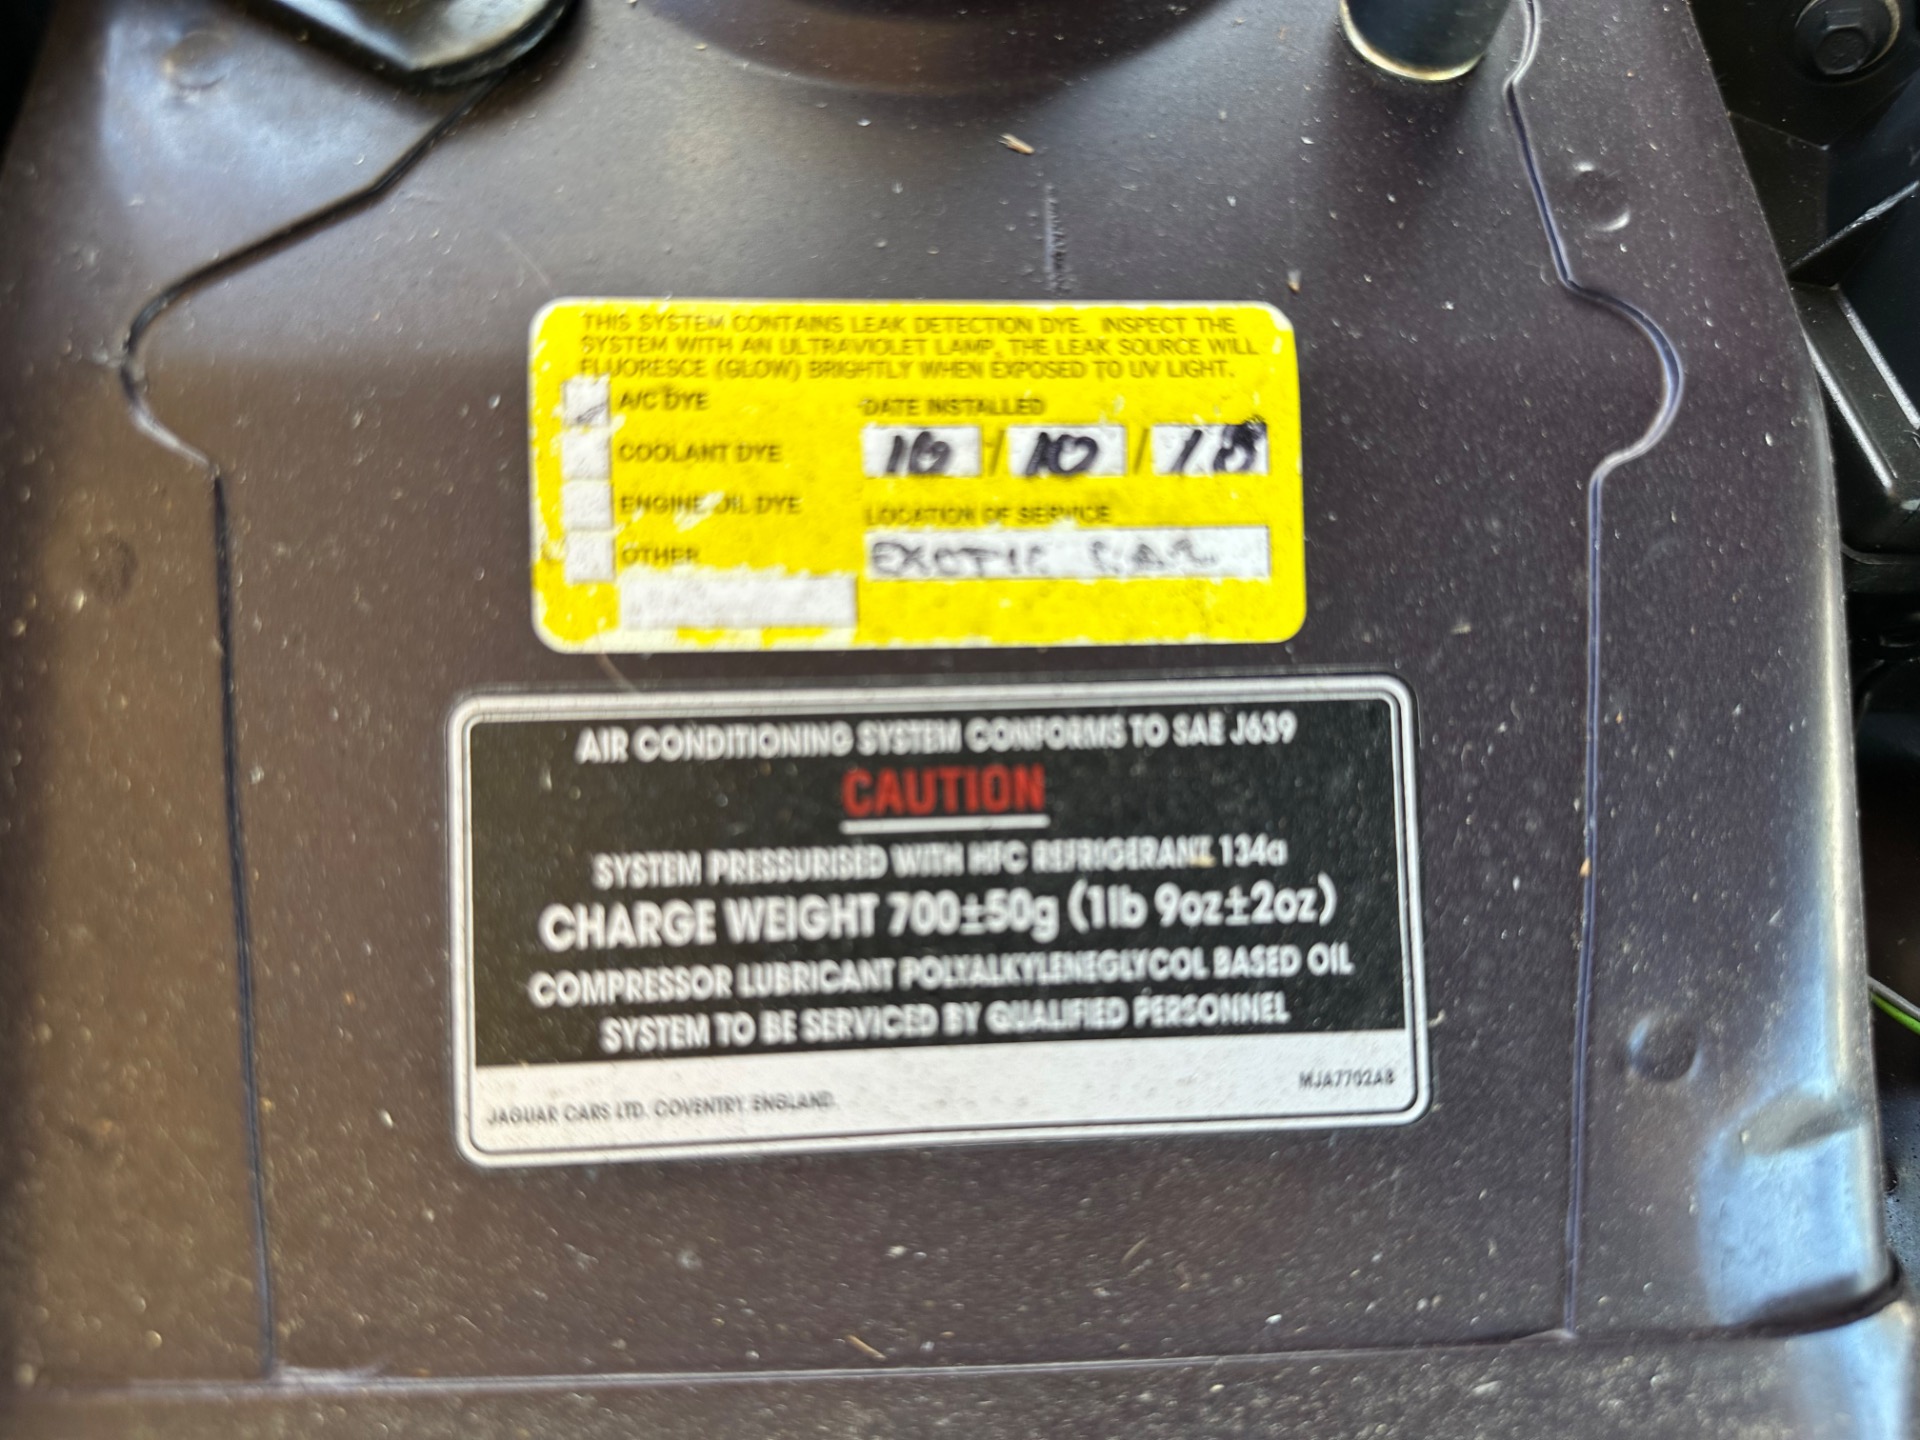 THIS SYSTEM CONTAINS LEAK DETECTION DYE. INSPECT THE
SYSTEM WITH AN ULTRAVIOLET LAMP. THE LEAK SOURCE WILL
FLUORESCE (GLOW) BRIGHTLY WHEN EXPOSED TO UV LIGHT.
A/C DYE
COOLANT DYE
ENGINE OIL DYE
OTHER
DATE INSTALLED
16 / 10 /
LOCATION OF SERVICE
EXOTIC CAR
AIR CONDITIONING SYSTEM CONFORMS TO SAE J639
CAUTION
SYSTEM PRESSURISED WITH HFC REFRIGERANT 134a
CHARGE WEIGHT 700±50g (1lb 9oz±2oz)
COMPRESSOR LUBRICANT POLYALKYLENEGLYCOL BASED OIL
SYSTEM TO BE SERVICED BY QUALIFIED PERSONNEL
JAGUAR CARS LTD. COVENTRY. ENGLAND.
MJA7702AB